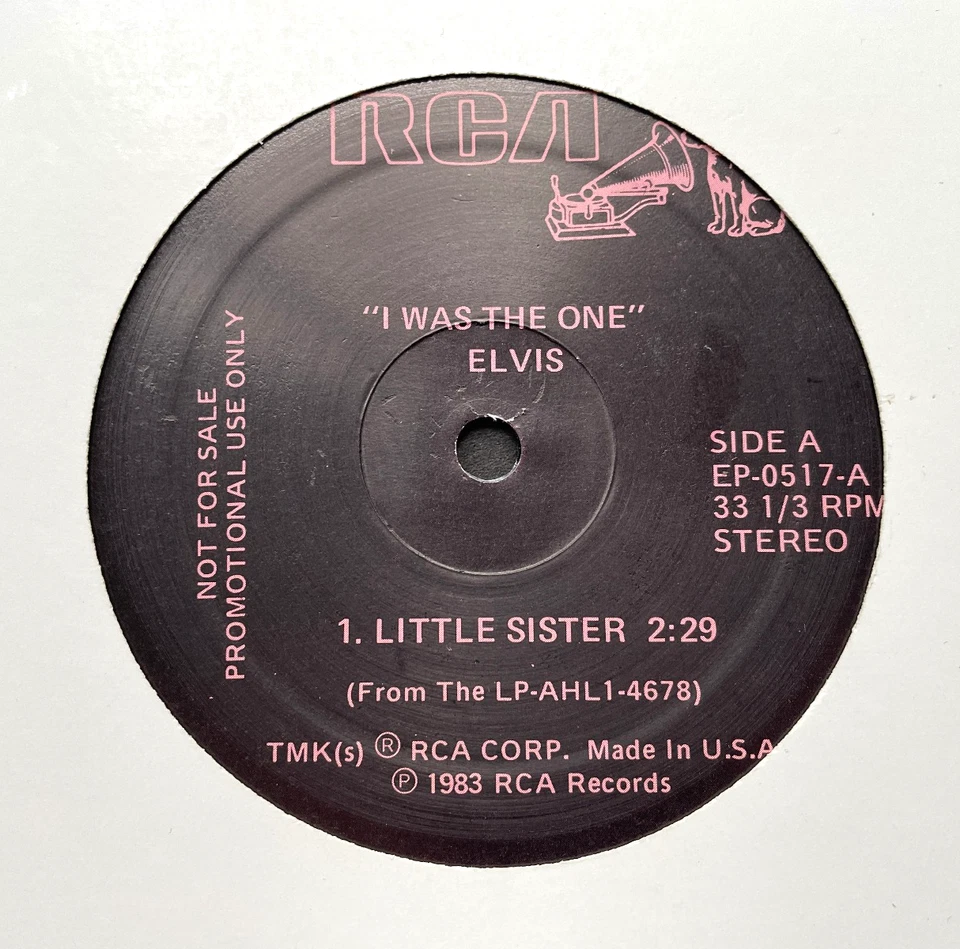 RCA
"I WAS THE ONE"
ELVIS
NOT FOR SALE
PROMOTIONAL USE ONLY
SIDE A
EP-0517-A
33 1/3 RPM
STEREO
1. LITTLE SISTER 2:29
(From The LP-AHL1-4678)
TMK(s) ® RCA CORP. Made In U.S.A
℗ 1983 RCA Records